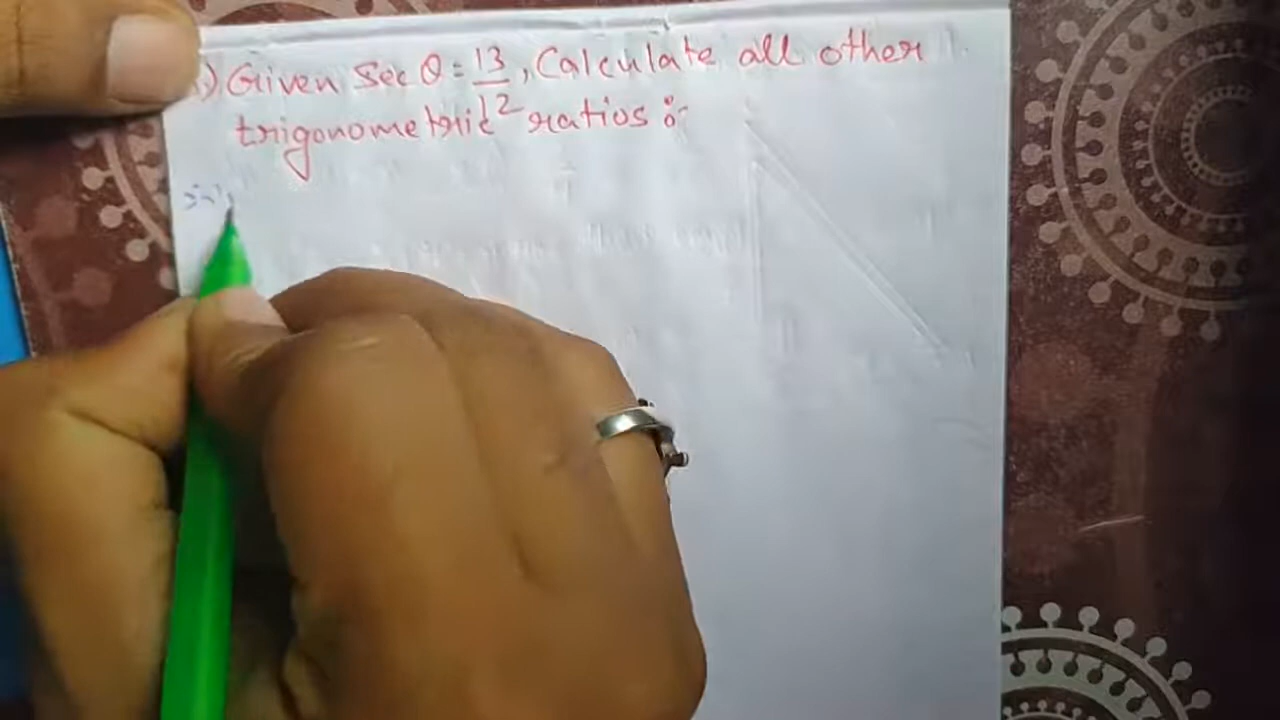 Given Sec θ = 13/12, Calculate all other
trigonometric ratios :-